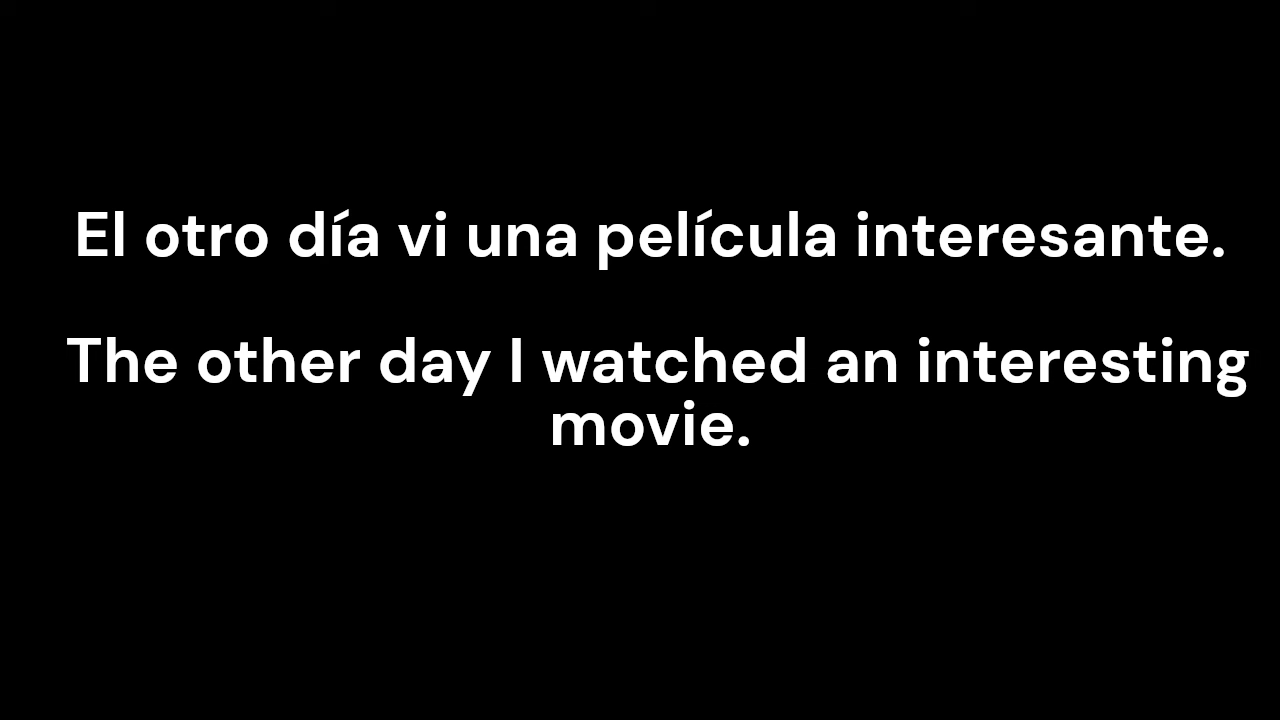 El otro día vi una película interesante.
The other day I watched an interesting
movie.